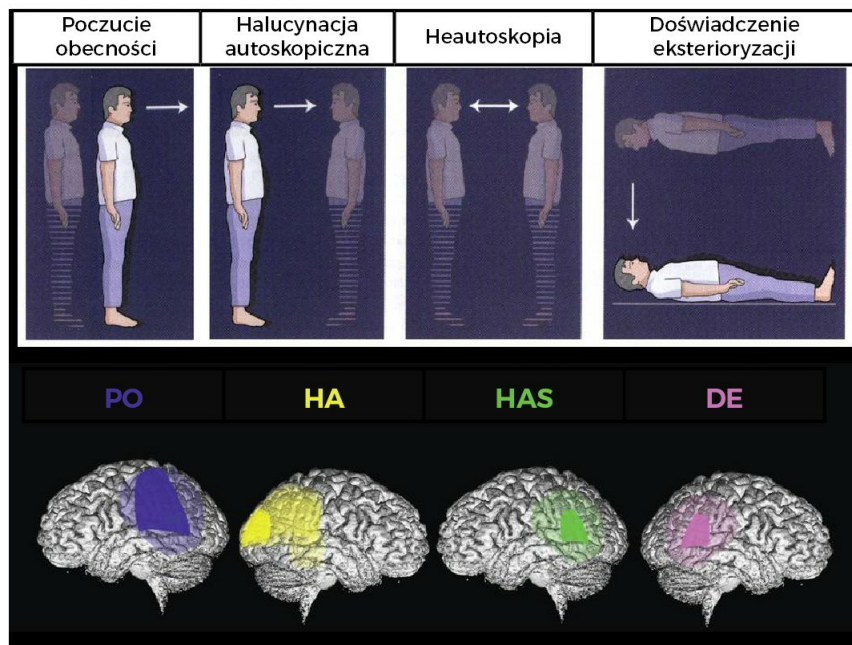 Poczucie
obecności
Halucynacja
autoskopiczna
Heautoskopia
Doświadczenie
eksterioryzacji
PO
HA
HAS
DE